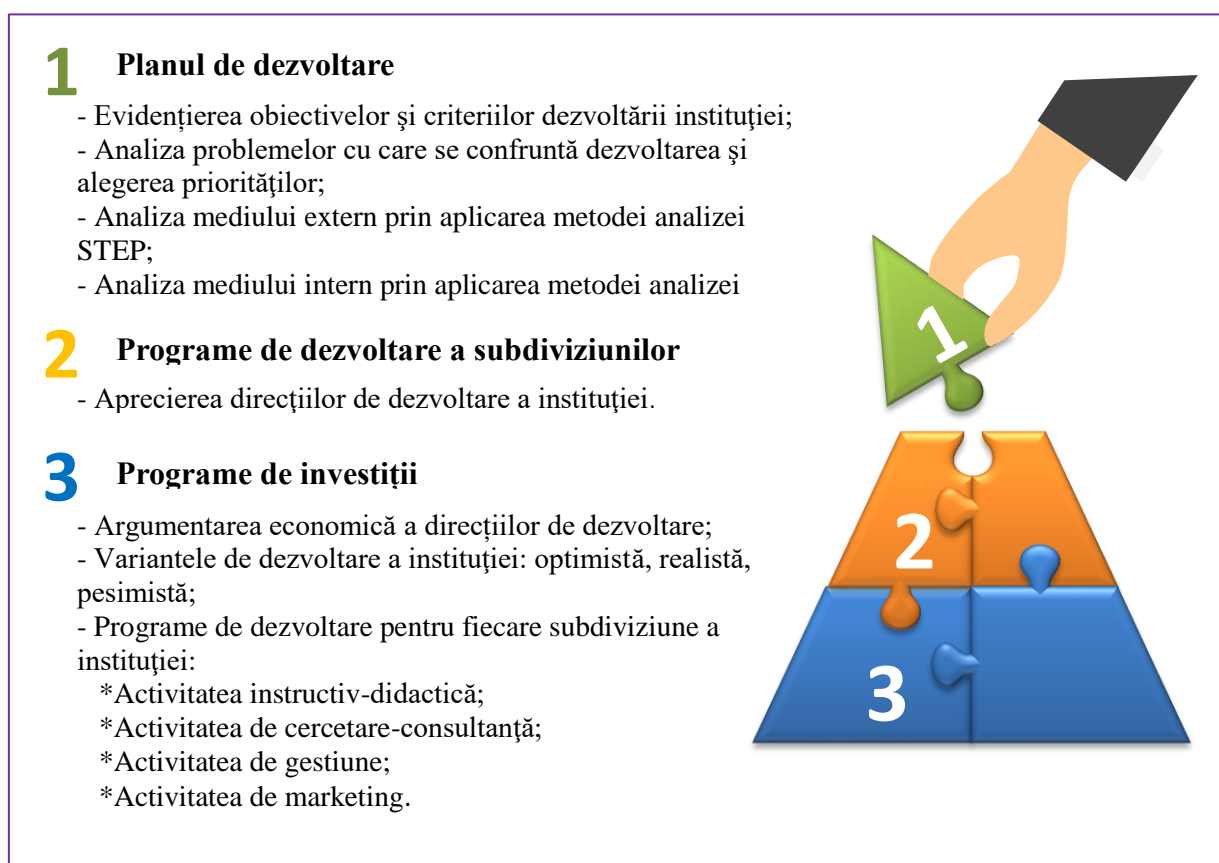 1 Planul de dezvoltare
- Evidențierea obiectivelor şi criteriilor dezvoltării instituţiei;
- Analiza problemelor cu care se confruntă dezvoltarea şi
alegerea priorităţilor;
- Analiza mediului extern prin aplicarea metodei analizei
STEP;
- Analiza mediului intern prin aplicarea metodei analizei
2 Programe de dezvoltare a subdiviziunilor
- Aprecierea direcţiilor de dezvoltare a instituţiei.
3 Programe de investiții
- Argumentarea economică a direcțiilor de dezvoltare;
- Variantele de dezvoltare a instituţiei: optimistă, realistă,
pesimistă;
- Programe de dezvoltare pentru fiecare subdiviziune a
instituţiei:
*Activitatea instructiv-didactică;
*Activitatea de cercetare-consultanţă;
*Activitatea de gestiune;
*Activitatea de marketing.
1
2
3